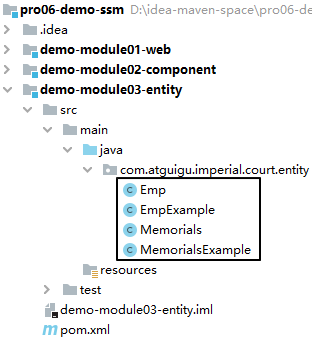 pro06-demo-ssm D:\idea-maven-space\pro06-de
.idea
demo-module01-web
demo-module02-component
demo-module03-entity
src
main
java
com.atguigu.imperial.court.entity
C Emp
C EmpExample
C Memorials
C MemorialsExample
resources
test
demo-module03-entity.iml
m pom.xml